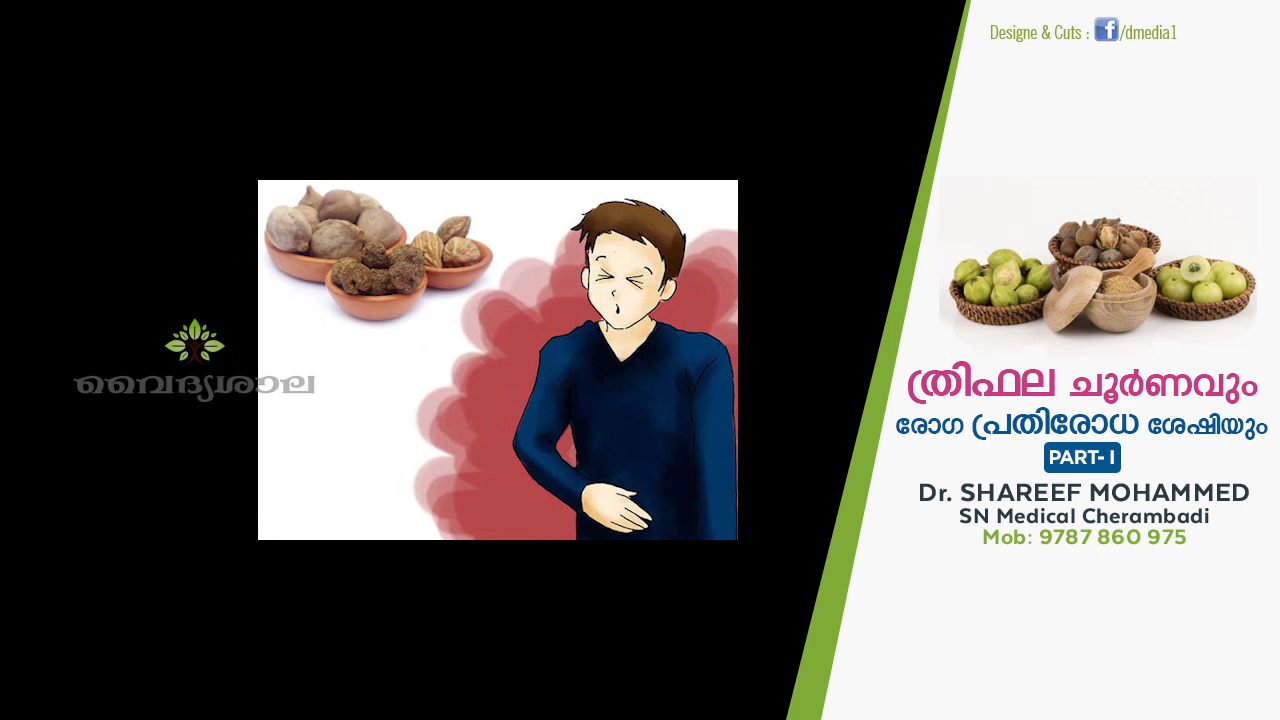 Designe & Cuts : f/dmedia1
വൈദ്യശാല
ത്രിഫല ചൂർണവും
രോഗ പ്രതിരോധ ശേഷിയും
PART- I
Dr. SHAREEF MOHAMMED
SN Medical Cherambadi
Mob: 9787 860 975